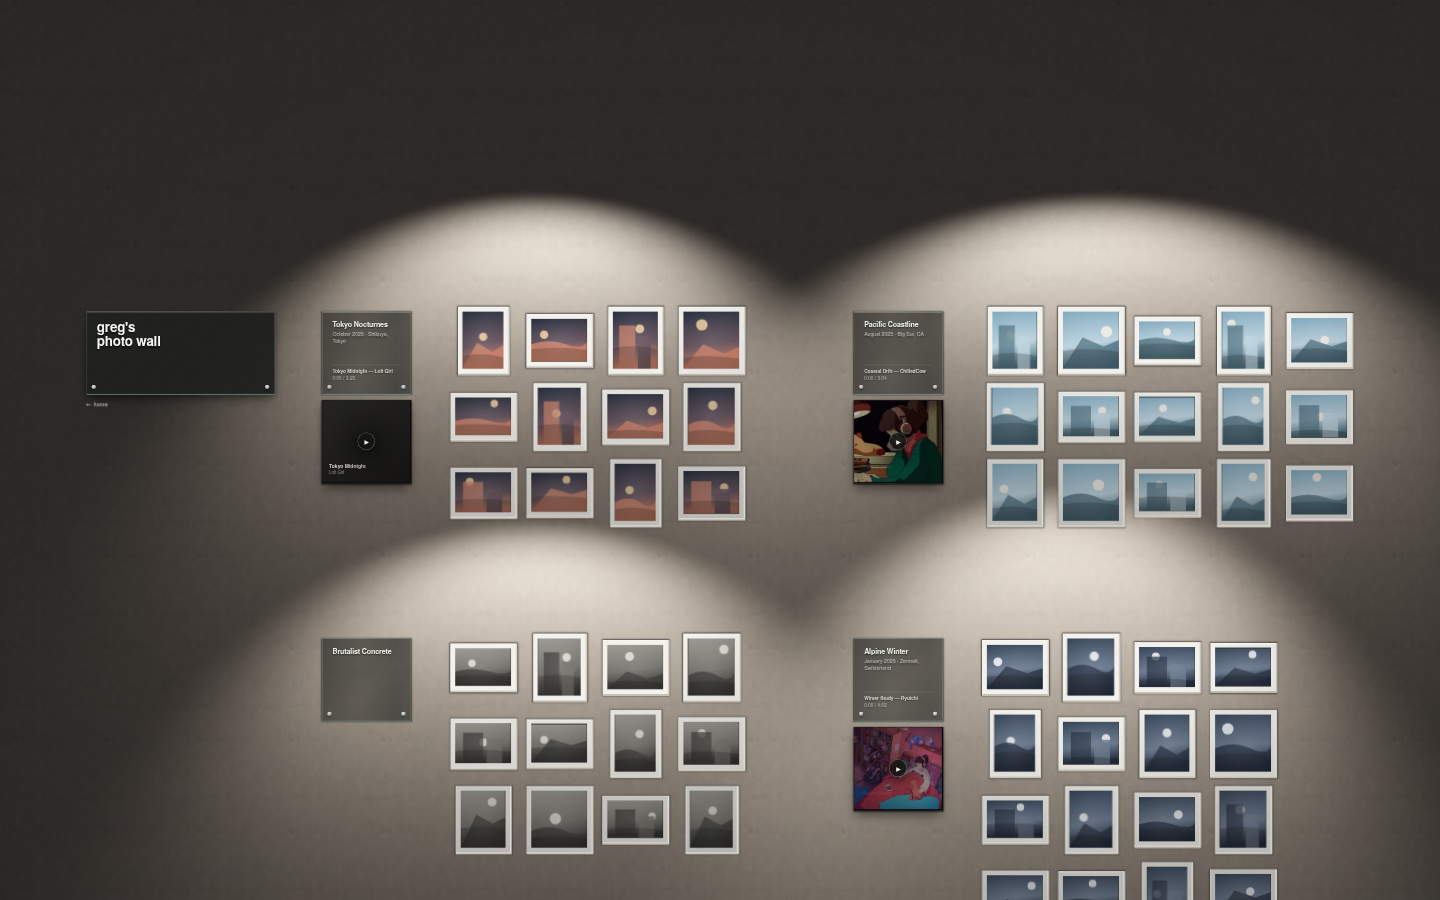 greg's
photo wall
← home
Tokyo Nocturnes
October 2025 · Shibuya,
Tokyo
Tokyo Midnight — Lofi Girl
0:00 / 3:25
Tokyo Midnight
Lofi Girl
Pacific Coastline
August 2025 · Big Sur, CA
Coastal Drift — ChilledCow
0:00 / 3:04
Brutalist Concrete
Alpine Winter
January 2025 · Zermatt,
Switzerland
Winter Study — Ryuichi
0:00 / 4:02